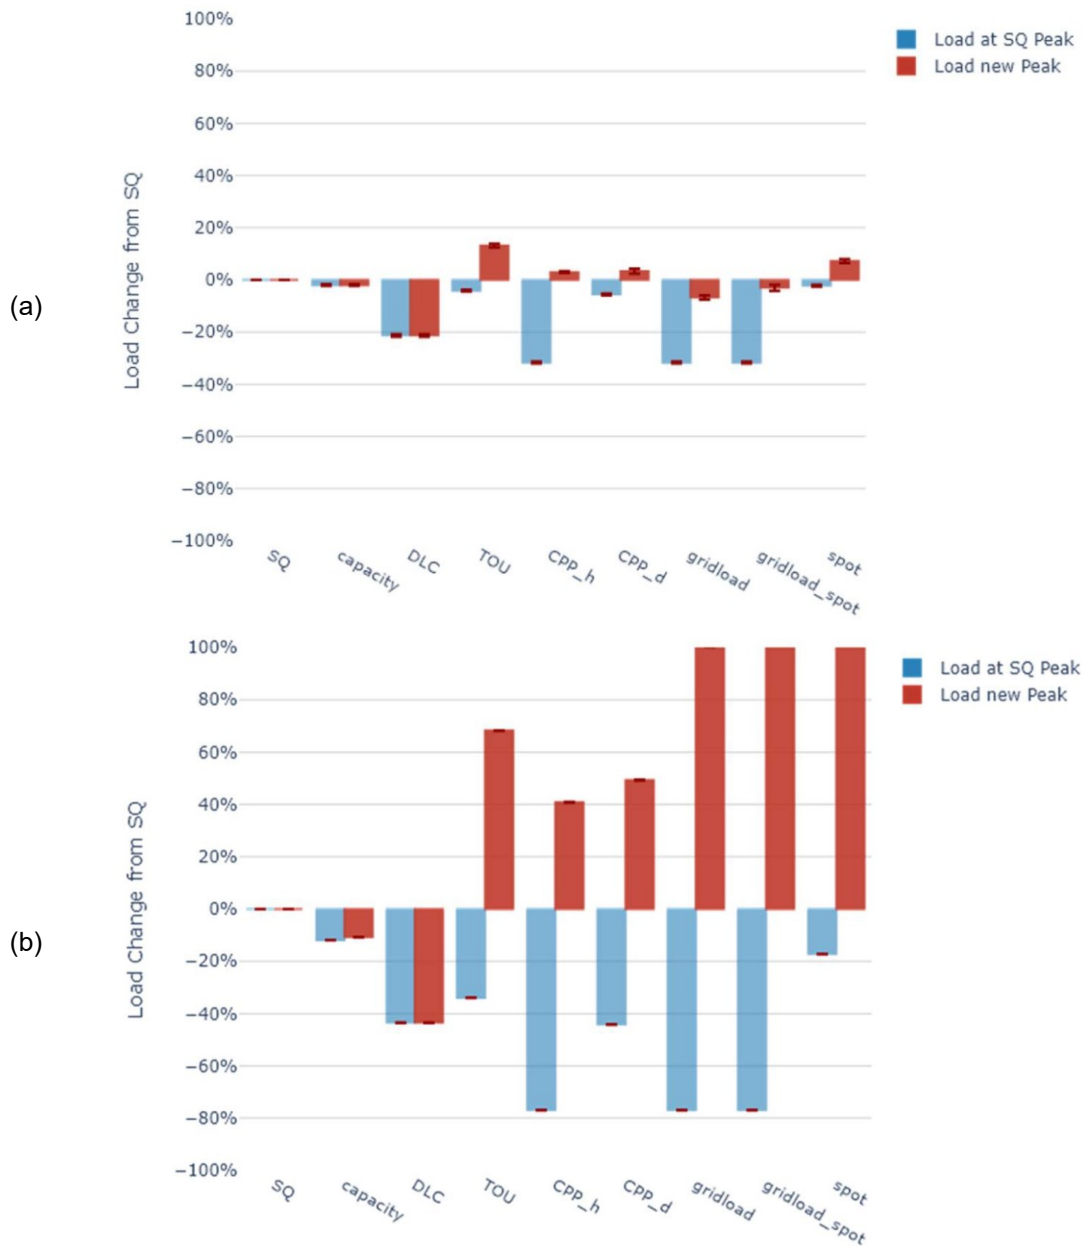 (a)
Load Change from SQ
100%
80%
60%
40%
20%
0%
−20%
−40%
−60%
−80%
−100%
SQ
capacity
DLC
TOU
CPP_h
CPP_d
gridload
gridload_spot
spot
Load at SQ Peak
Load new Peak
(b)
Load Change from SQ
100%
80%
60%
40%
20%
0%
−20%
−40%
−60%
−80%
−100%
SQ
capacity
DLC
TOU
CPP_h
CPP_d
gridload
gridload_spot
spot
Load at SQ Peak
Load new Peak